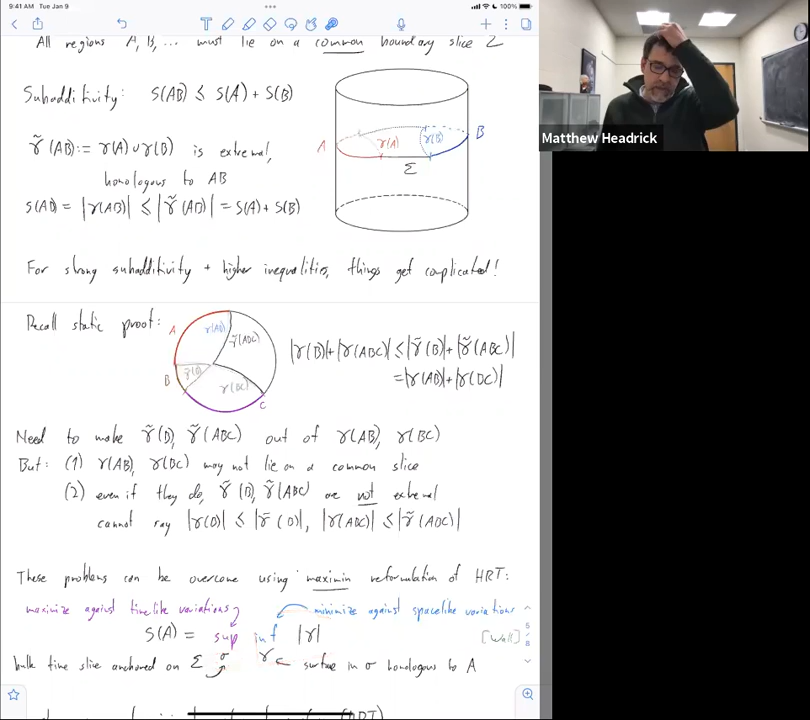 9:41 AM Tue Jan 9
100%
All regions A, B, ... must lie on a common boundary slice Σ
Subadditivity: S(AB) ≤ S(A) + S(B)
γ̃(AB) := γ(A) ∪ γ(B) is extremal,
homologous to AB
S(AB) = |γ(AB)| ≤ |γ̃(AB)| = S(A) + S(B)
A
γ(A)
γ(B)
B
Σ
For strong subadditivity + higher inequalities, things get complicated!
Recall static proof:
A
γ(AB)
γ̃(ABC)
B
γ̃(B)
γ(BC)
C
|γ(B)| + |γ(ABC)| ≤ |γ̃(B)| + |γ̃(ABC)|
= |γ(AB)| + |γ(BC)|
Need to make γ̃(B), γ̃(ABC) out of γ(AB), γ(BC)
But: (1) γ(AB), γ(BC) may not lie on a common slice
(2) even if they do, γ̃(B), γ̃(ABC) are not extremal
cannot say |γ(B)| ≤ |γ̃(B)|, |γ(ABC)| ≤ |γ̃(ABC)|
These problems can be overcome using maximin reformulation of HRT:
maximize against timelike variations
minimize against spacelike variations
S(A) = sup inf |γ|
[Wall]
bulk time slice anchored on Σ σ γ ⊂ surface in σ homologous to A
5
8
Matthew Headrick